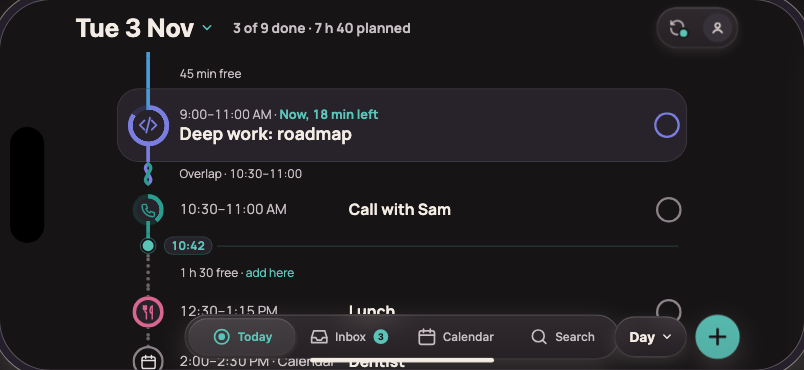 Tue 3 Nov
3 of 9 done · 7 h 40 planned
45 min free
9:00–11:00 AM · Now, 18 min left
Deep work: roadmap
Overlap · 10:30–11:00
10:30–11:00 AM Call with Sam
10:42
1 h 30 free · add here
12:30–1:15 PM Lunch
Today Inbox 3 Calendar Search Day
2:00–2:30 PM · Calendar Dentist